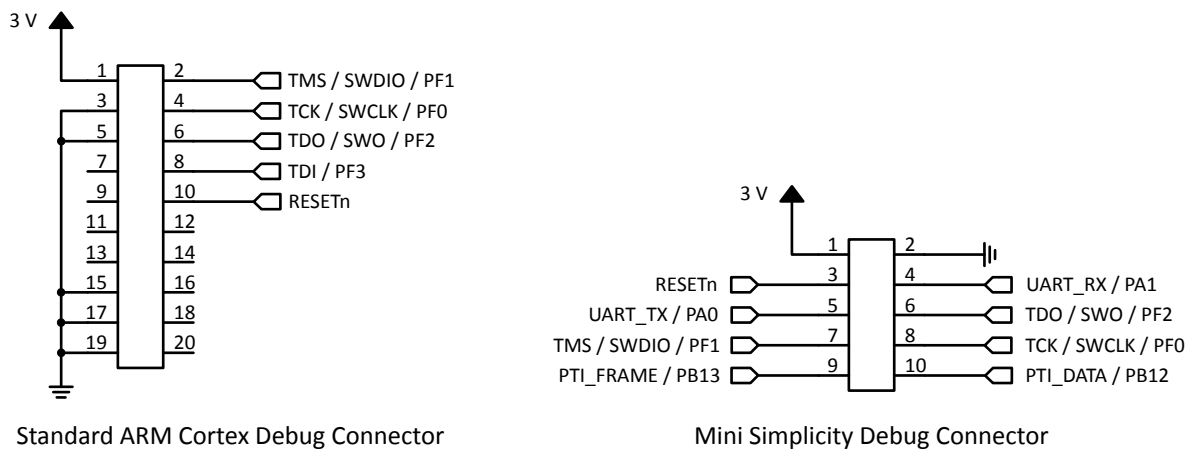 3 V
1 2 TMS / SWDIO / PF1
3 4 TCK / SWCLK / PF0
5 6 TDO / SWO / PF2
7 8 TDI / PF3
9 10 RESETn
11 12
13 14
15 16
17 18
19 20
Standard ARM Cortex Debug Connector
3 V
1 2
RESETn 3 4 UART_RX / PA1
UART_TX / PA0 5 6 TDO / SWO / PF2
TMS / SWDIO / PF1 7 8 TCK / SWCLK / PF0
PTI_FRAME / PB13 9 10 PTI_DATA / PB12
Mini Simplicity Debug Connector